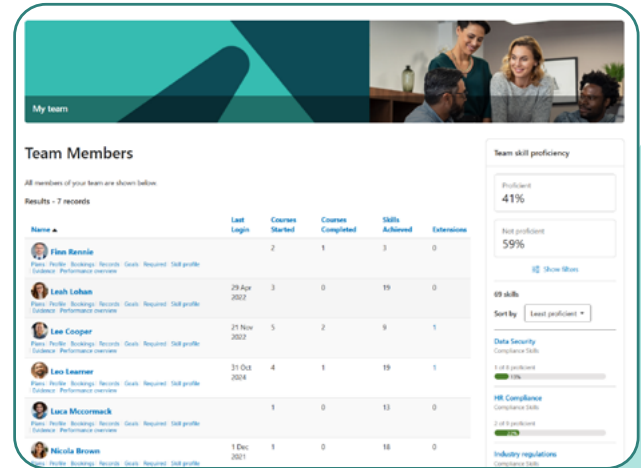 My team
Team Members
All members of your team are shown below.
Results - 7 records
Name ▲ Last Login Courses Started Courses Completed Skills Achieved Extensions
Finn Rennie 2 1 3 0
Plans Profile Bookings Records Goals Required Skill profile
Evidence Performance overview
Leah Lohan 29 Apr 2022 3 0 19 0
Plans Profile Bookings Records Goals Required Skill profile
Evidence Performance overview
Lee Cooper 21 Nov 2022 5 2 9 1
Plans Profile Bookings Records Goals Required Skill profile
Evidence Performance overview
Leo Learner 31 Oct 2024 4 1 19 1
Plans Profile Bookings Records Goals Required Skill profile
Evidence Performance overview
Luca Mccormack 1 0 13 0
Plans Profile Bookings Records Goals Required Skill profile
Evidence Performance overview
Nicola Brown 1 Dec 2021 1 0 18 0
Plans Profile Bookings Records Goals Required Skill profile
Team skill proficiency
Proficient
41%
Not proficient
59%
Show filters
69 skills
Sort by Least proficient
Data Security
Compliance Skills
1 of 8 proficient
13%
HR Compliance
Compliance Skills
2 of 9 proficient
22%
Industry regulations
Compliance Skills